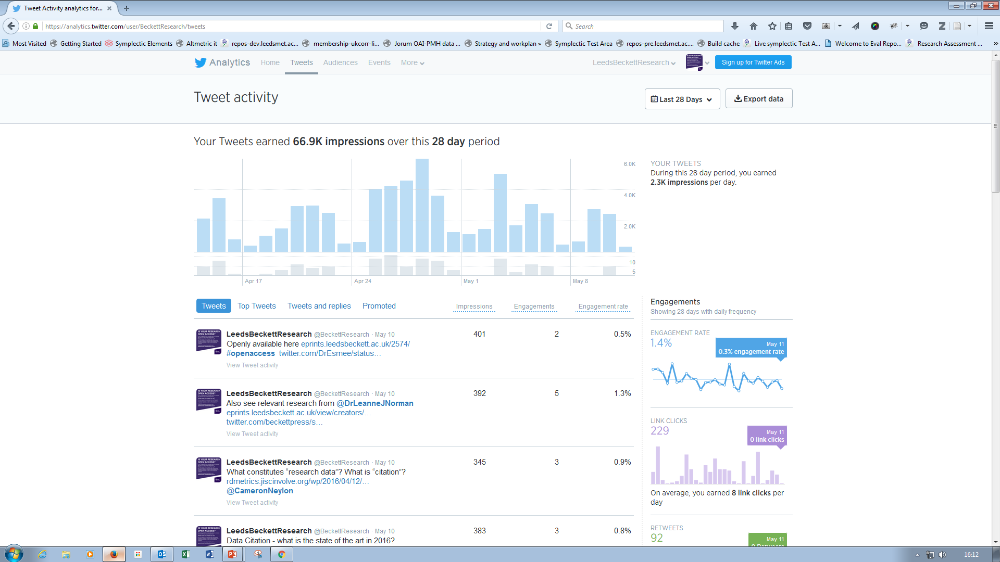 Tweet Activity analytics for...
https://analytics.twitter.com/user/BeckettResearch/tweets
Search
Most Visited
Getting Started
Symplectic Elements
Altmetric it
repos-dev.leedsmet.ac...
membership-ukcorr-li...
Jorum OAI-PMH data ...
Strategy and workplan »
Symplectic Test Area
repos-pre.leedsmet.ac....
Build cache
Live symplectic Test A...
Welcome to Eval Repo...
Research Assessment ...
»
Analytics
Home
Tweets
Audiences
Events
More
LeedsBeckettResearch
Sign up for Twitter Ads
Tweet activity
Last 28 Days
Export data
Your Tweets earned 66.9K impressions over this 28 day period
6.0K
4.0K
2.0K
10
5
Apr 17
Apr 24
May 1
May 8
YOUR TWEETS
During this 28 day period, you earned
2.3K impressions per day.
Tweets
Top Tweets
Tweets and replies
Promoted
Impressions
Engagements
Engagement rate
LeedsBeckettResearch @BeckettResearch · May 10
Openly available here eprints.leedsbeckett.ac.uk/2574/
#openaccess twitter.com/DrEsmee/status…
View Tweet activity
401
2
0.5%
LeedsBeckettResearch @BeckettResearch · May 10
Also see relevant research from @DrLeanneJNorman
eprints.leedsbeckett.ac.uk/view/creators/…
twitter.com/beckettpress/s…
View Tweet activity
392
5
1.3%
LeedsBeckettResearch @BeckettResearch · May 10
What constitutes “research data”? What is “citation”?
rdmetrics.jiscinvolve.org/wp/2016/04/12/…
@CameronNeylon
View Tweet activity
345
3
0.9%
LeedsBeckettResearch @BeckettResearch · May 10
Data Citation - what is the state of the art in 2016?
383
3
0.8%
Engagements
Showing 28 days with daily frequency
ENGAGEMENT RATE
1.4%
May 11
0.3% engagement rate
LINK CLICKS
229
May 11
0 link clicks
On average, you earned 8 link clicks per
day
RETWEETS
92
May 11
0 Retweets
16:12